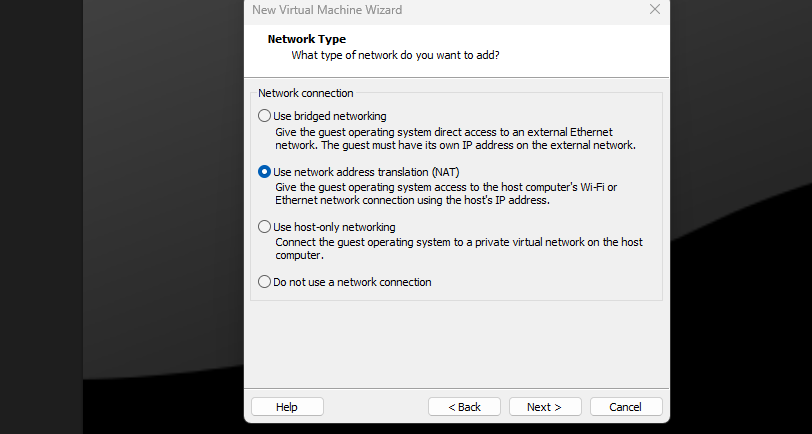 New Virtual Machine Wizard
Network Type
What type of network do you want to add?
Network connection
Use bridged networking
Give the guest operating system direct access to an external Ethernet
network. The guest must have its own IP address on the external network.
Use network address translation (NAT)
Give the guest operating system access to the host computer's Wi-Fi or
Ethernet network connection using the host's IP address.
Use host-only networking
Connect the guest operating system to a private virtual network on the host
computer.
Do not use a network connection
Help
< Back
Next >
Cancel